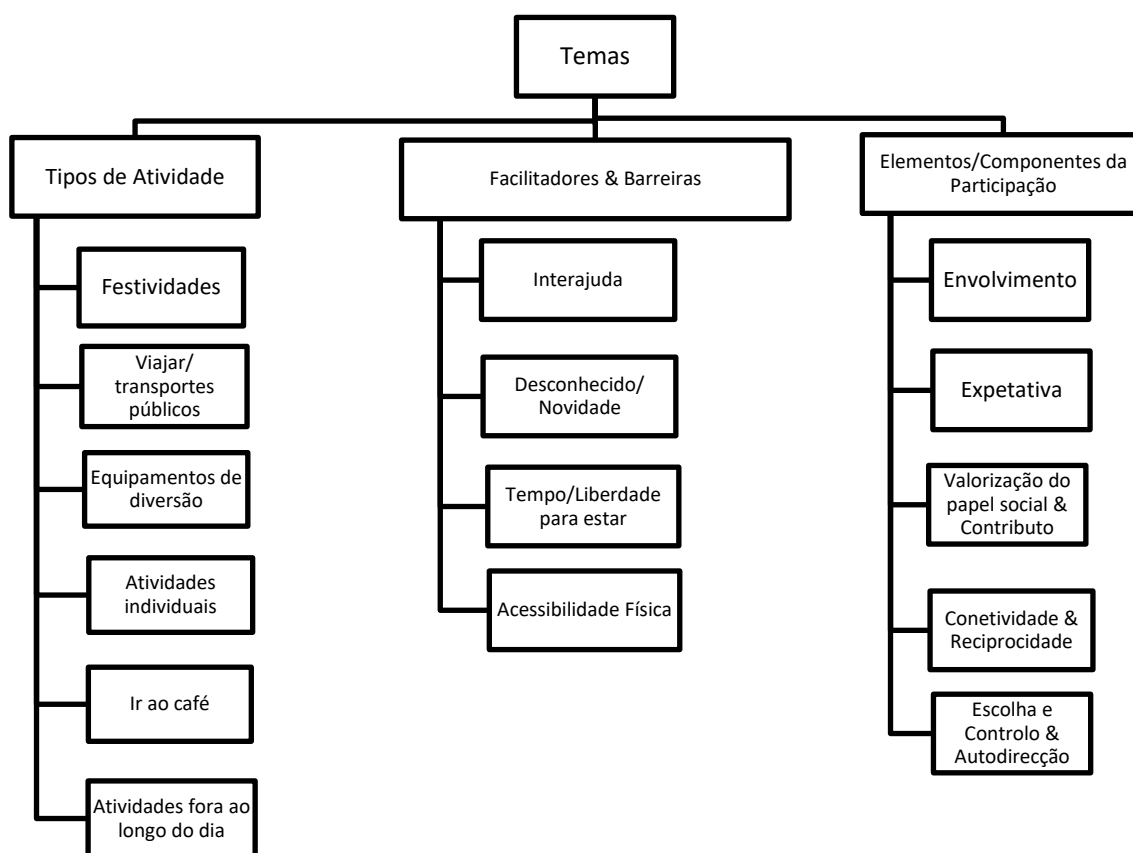 Temas
Tipos de Atividade
Festividades
Viajar/
transportes
públicos
Equipamentos de
diversão
Atividades
individuais
Ir ao café
Atividades fora ao
longo do dia
Facilitadores & Barreiras
Interajuda
Desconhecido/
Novidade
Tempo/Liberdade
para estar
Acessibilidade Física
Elementos/Componentes da
Participação
Envolvimento
Expetativa
Valorização do
papel social &
Contributo
Conetividade &
Reciprocidade
Escolha e
Controlo &
Autodirecção